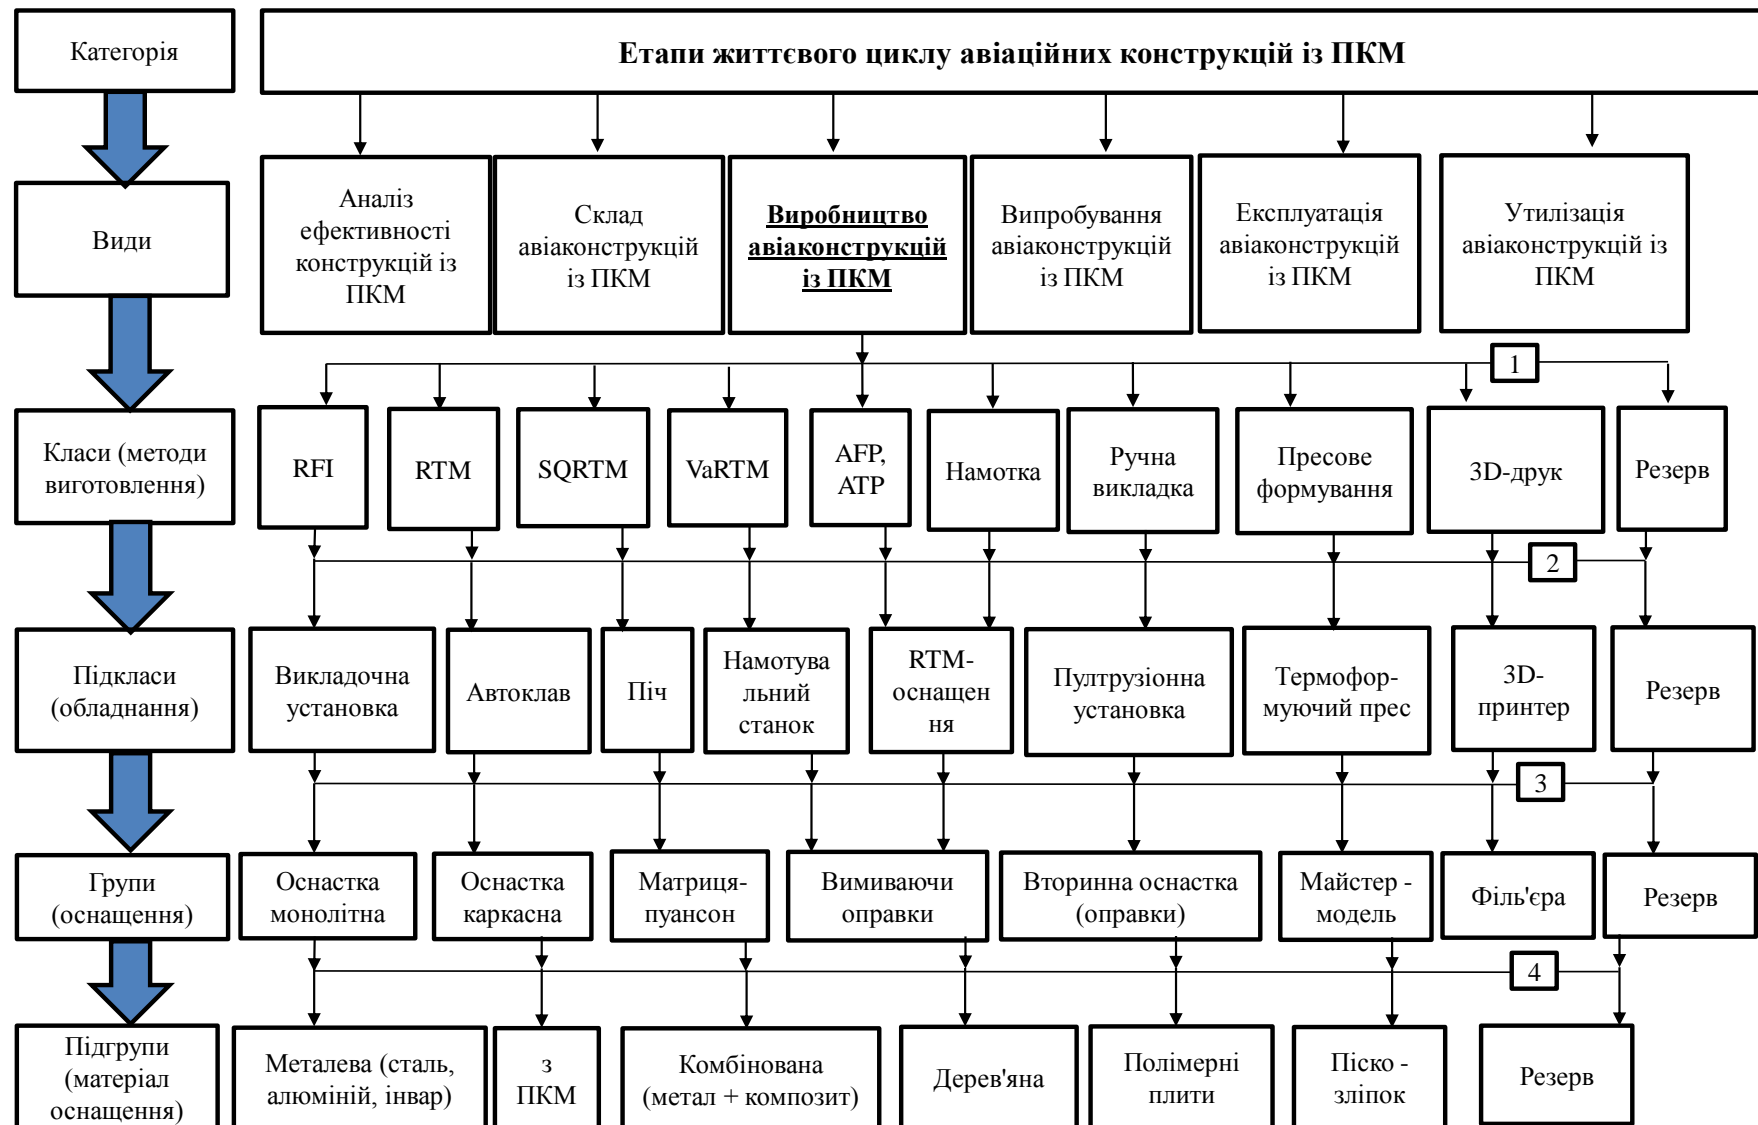 Категорія
Етапи життєвого циклу авіаційних конструкцій із ПКМ
Види
Аналіз
ефективності
конструкцій із
ПКМ
Склад
авіаконструкцій
із ПКМ
Виробництво
авіаконструкцій
із ПКМ
Випробування
авіаконструкцій
із ПКМ
Експлуатація
авіаконструкцій
із ПКМ
Утилізація
авіаконструкцій із
ПКМ
1
Класи (методи
виготовлення)
RFI
RTM
SQRTM
VaRTM
AFP,
ATP
Намотка
Ручна
викладка
Пресове
формування
3D-друк
Резерв
2
Підкласи
(обладнання)
Викладочна
установка
Автоклав
Піч
Намотува
льний
станок
RTM-
оснащен
ня
Пултрузіонна
установка
Термофор-
муючий прес
3D-
принтер
Резерв
3
Групи
(оснащення)
Оснастка
монолітна
Оснастка
каркасна
Матриця-
пуансон
Вимиваючи
оправки
Вторинна оснастка
(оправки)
Майстер -
модель
Філь'єра
Резерв
4
Підгрупи
(матеріал
оснащення)
Металева (сталь,
алюміній, інвар)
з
ПКМ
Комбінована
(метал + композит)
Дерев'яна
Полімерні
плити
Піско -
зліпок
Резерв